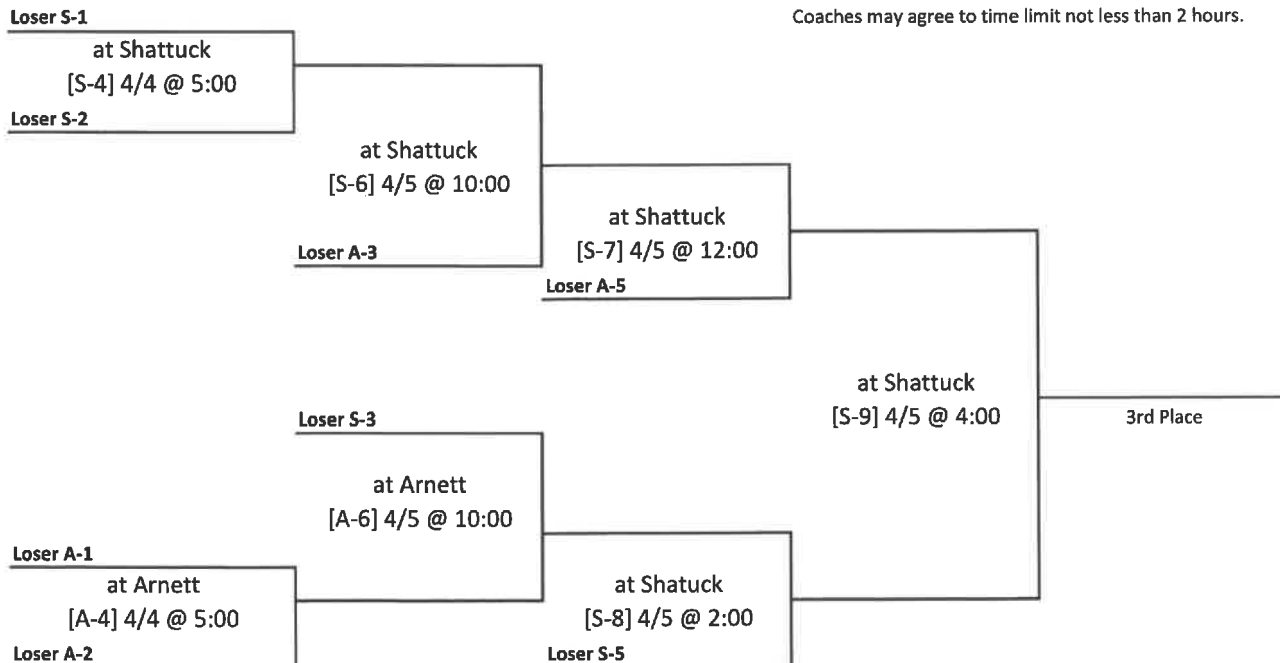 Loser S-1
Coaches may agree to time limit not less than 2 hours.
at Shattuck
[S-4] 4/4 @ 5:00
Loser S-2
at Shattuck
[S-6] 4/5 @ 10:00
Loser A-3
at Shattuck
[S-7] 4/5 @ 12:00
Loser A-5
at Shattuck
[S-9] 4/5 @ 4:00
3rd Place
Loser S-3
at Arnett
[A-6] 4/5 @ 10:00
Loser A-1
at Arnett
[A-4] 4/4 @ 5:00
Loser A-2
at Shatuck
[S-8] 4/5 @ 2:00
Loser S-5